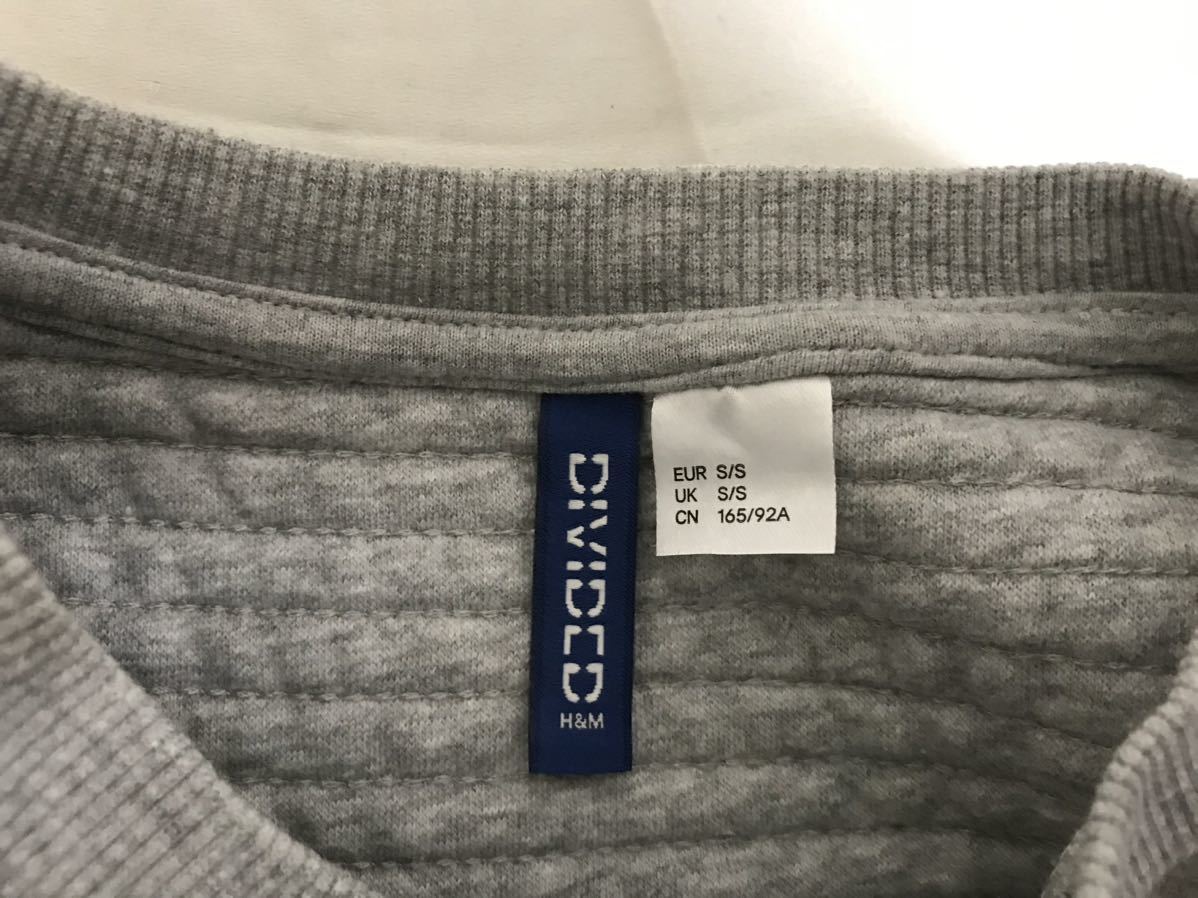 DIVIDED
H&M
EUR S/S
UK S/S
CN 165/92A